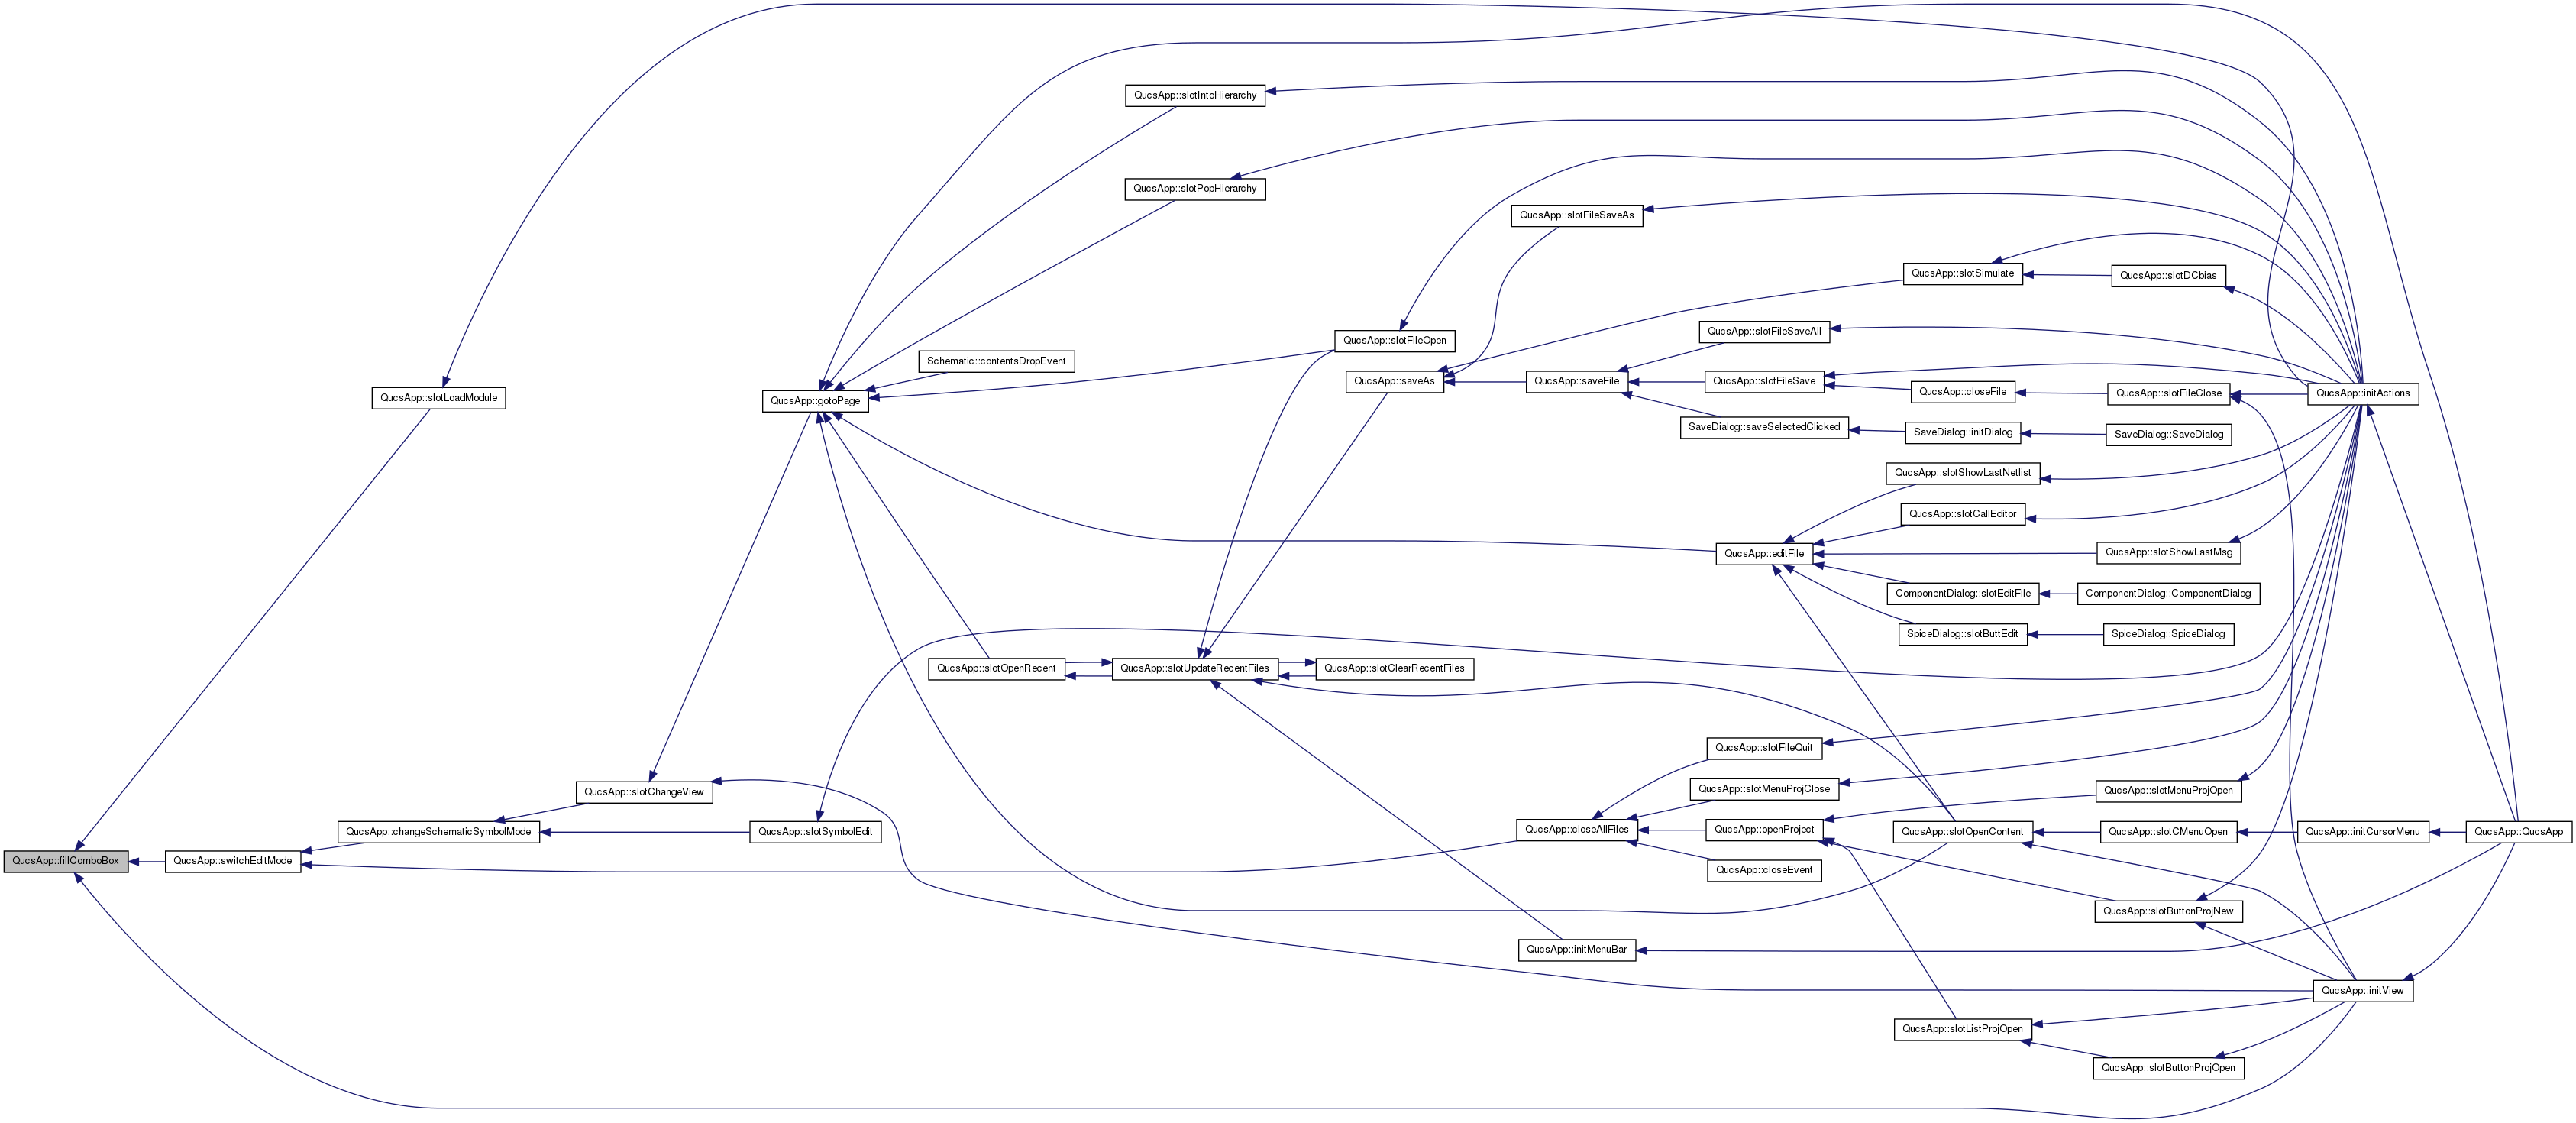 QucsApp::fillComboBox
QucsApp::slotLoadModule
QucsApp::switchEditMode
QucsApp::changeSchematicSymbolMode
QucsApp::slotChangeView
QucsApp::slotSymbolEdit
QucsApp::gotoPage
Schematic::contentsDropEvent
QucsApp::slotIntoHierarchy
QucsApp::slotPopHierarchy
QucsApp::slotFileOpen
QucsApp::slotOpenRecent
QucsApp::slotUpdateRecentFiles
QucsApp::slotClearRecentFiles
QucsApp::saveAs
QucsApp::slotFileSaveAs
QucsApp::saveFile
QucsApp::slotSimulate
QucsApp::slotDCbias
QucsApp::slotFileSaveAll
QucsApp::slotFileSave
QucsApp::closeFile
QucsApp::slotFileClose
SaveDialog::saveSelectedClicked
SaveDialog::initDialog
SaveDialog::SaveDialog
QucsApp::initActions
QucsApp::editFile
QucsApp::slotShowLastNetlist
QucsApp::slotCallEditor
QucsApp::slotShowLastMsg
ComponentDialog::slotEditFile
ComponentDialog::ComponentDialog
SpiceDialog::slotButtEdit
SpiceDialog::SpiceDialog
QucsApp::closeAllFiles
QucsApp::slotFileQuit
QucsApp::slotMenuProjClose
QucsApp::openProject
QucsApp::closeEvent
QucsApp::slotMenuProjOpen
QucsApp::slotOpenContent
QucsApp::slotCMenuOpen
QucsApp::initCursorMenu
QucsApp::QucsApp
QucsApp::slotButtonProjNew
QucsApp::initMenuBar
QucsApp::initView
QucsApp::slotListProjOpen
QucsApp::slotButtonProjOpen